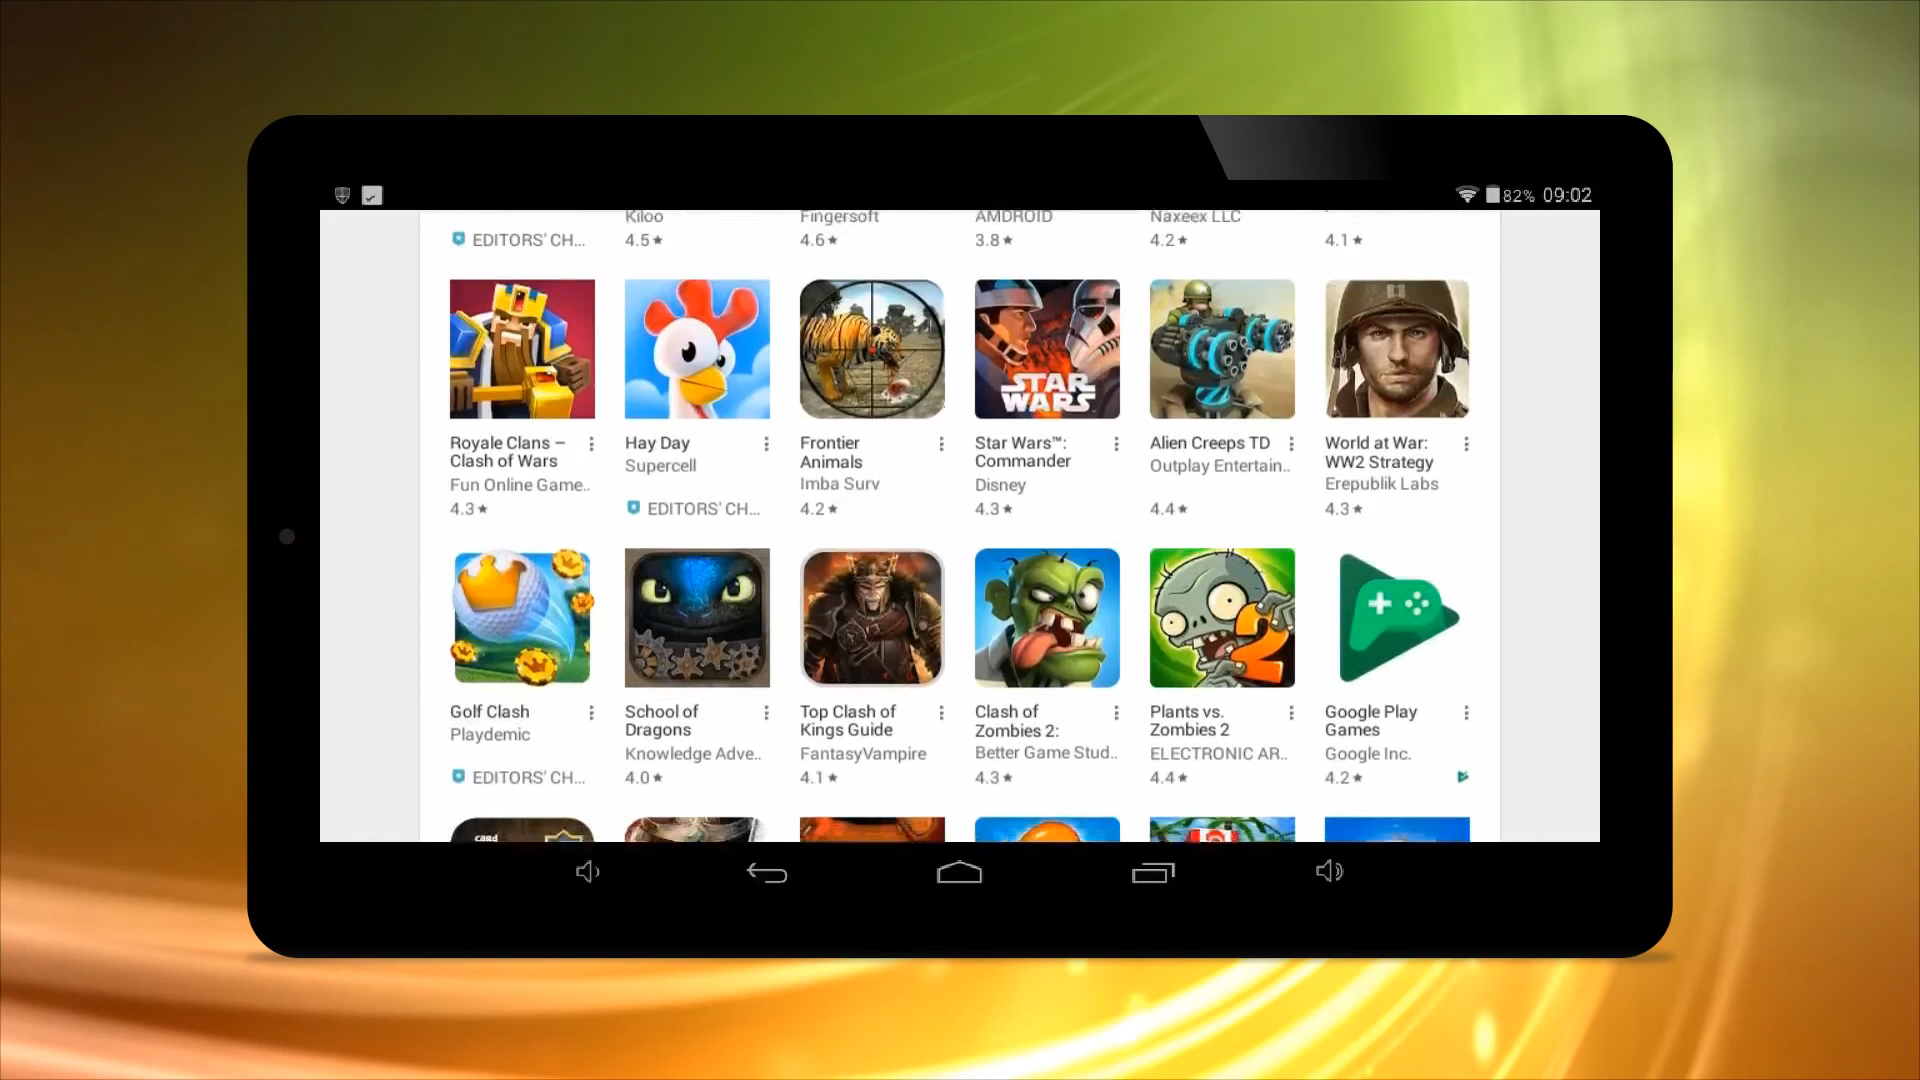 82% 09:02
Kiloo
Fingersoft
AMDROID
Naxeex LLC
EDITORS' CH...
4.5★
4.6★
3.8★
4.2★
4.1★
STAR
WARS
Royale Clans –
Clash of Wars
Fun Online Game..
4.3★
Hay Day
Supercell
EDITORS' CH...
Frontier
Animals
Imba Surv
4.2★
Star Wars™:
Commander
Disney
4.3★
Alien Creeps TD
Outplay Entertain..
4.4★
World at War:
WW2 Strategy
Erepublik Labs
4.3★
2
Golf Clash
Playdemic
EDITORS' CH...
School of
Dragons
Knowledge Adve..
4.0★
Top Clash of
Kings Guide
FantasyVampire
4.1★
Clash of
Zombies 2:
Better Game Stud..
4.3★
Plants vs.
Zombies 2
ELECTRONIC AR..
4.4★
Google Play
Games
Google Inc.
4.2★
card